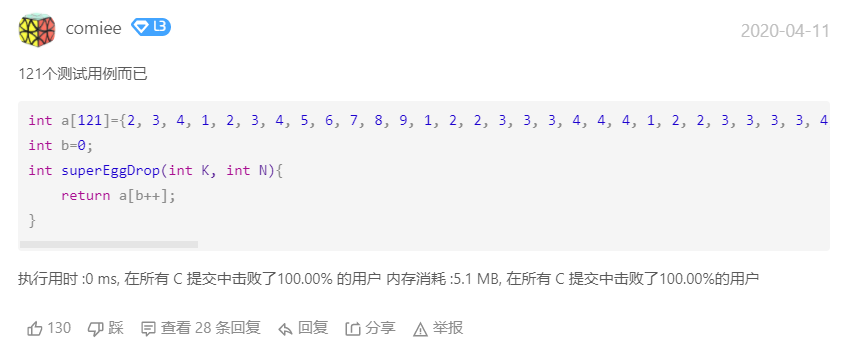 comiee L3 2020-04-11
121个测试用例而已
int a[121]={2, 3, 4, 1, 2, 3, 4, 5, 6, 7, 8, 9, 1, 2, 2, 3, 3, 3, 4, 4, 4, 1, 2, 2, 3, 3, 3, 3, 4
int b=0;
int superEggDrop(int K, int N){
    return a[b++];
}
执行用时 :0 ms, 在所有 C 提交中击败了100.00% 的用户 内存消耗 :5.1 MB, 在所有 C 提交中击败了100.00%的用户
130 踩 查看 28 条回复 回复 分享 举报